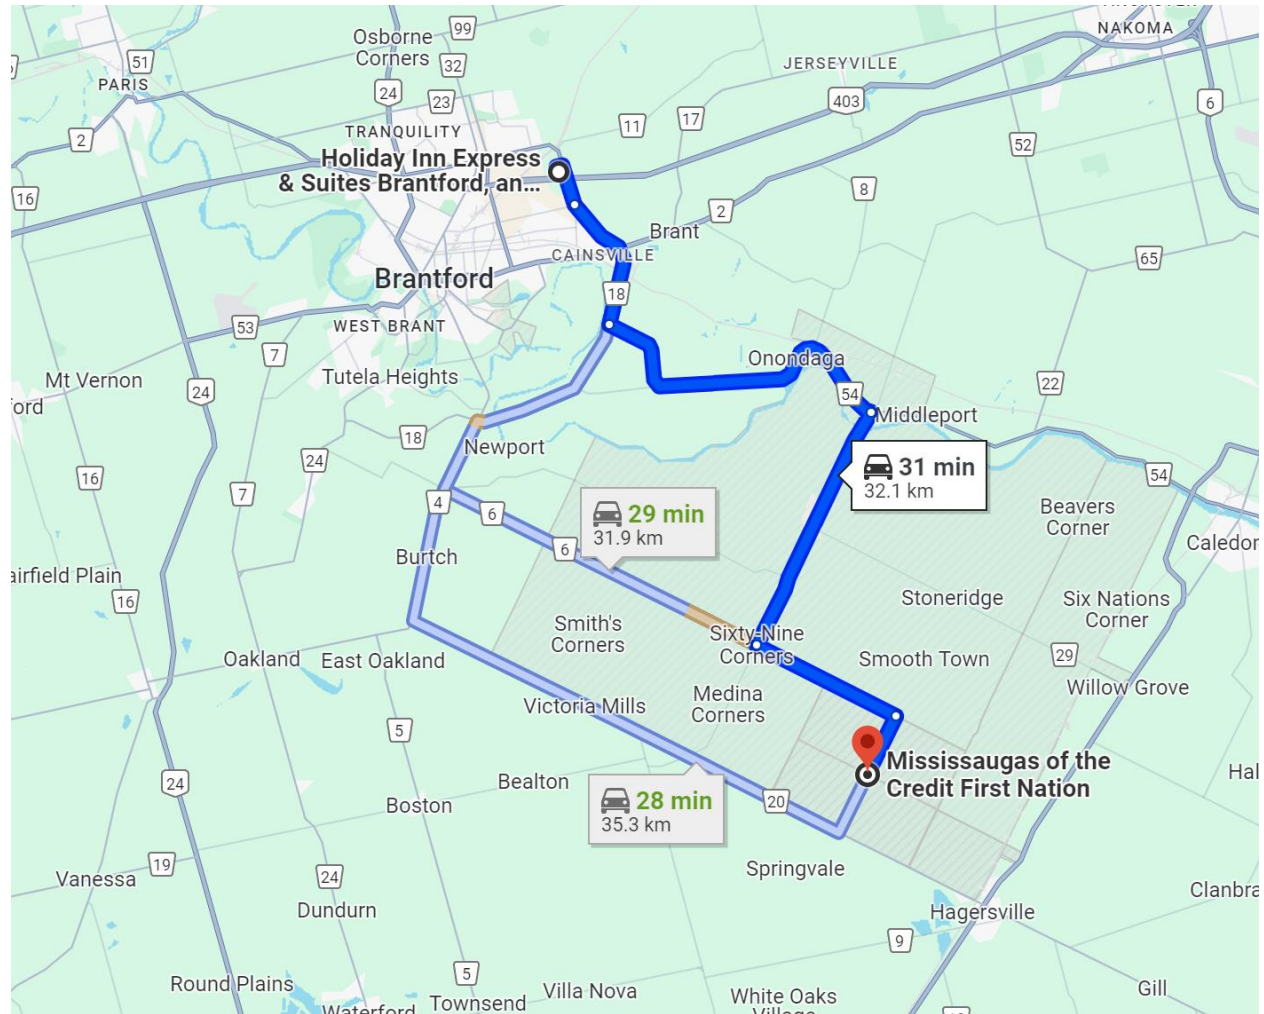 NAKOMA
Osborne
Corners
99
32
51
JERSEYVILLE
PARIS
24
23
403
6
11
17
2
TRANQUILITY
52
Holiday Inn Express
& Suites Brantford, an...
16
8
2
Brant
CAINSVILLE
65
Brantford
18
53
WEST BRANT
7
Onondaga
Mt Vernon
Tutela Heights
22
24
54
ford
Middleport
18
Newport
24
31 min
32.1 km
16
7
54
4
6
29 min
31.9 km
Beavers
Corner
6
Caledor
Burtch
airfield Plain
16
Stoneridge
Six Nations
Corner
Smith's
Corners
Sixty-Nine
Corners
Oakland
East Oakland
Smooth Town
29
Willow Grove
Medina
Corners
Victoria Mills
5
Mississaugas of the
Credit First Nation
Hal
24
Bealton
28 min
35.3 km
20
Boston
19
Vanessa
24
Springvale
Clanbra
Dundurn
Hagersville
9
5
Round Plains
Townsend
Villa Nova
White Oaks
Village
Gill
Waterford